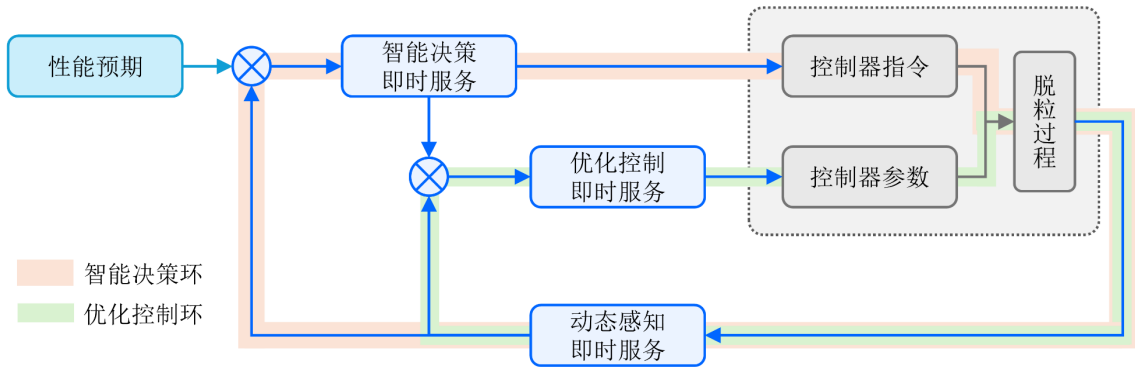 性能预期
智能决策
即时服务
控制器指令
脱粒过程
优化控制
即时服务
控制器参数
智能决策环
优化控制环
动态感知
即时服务